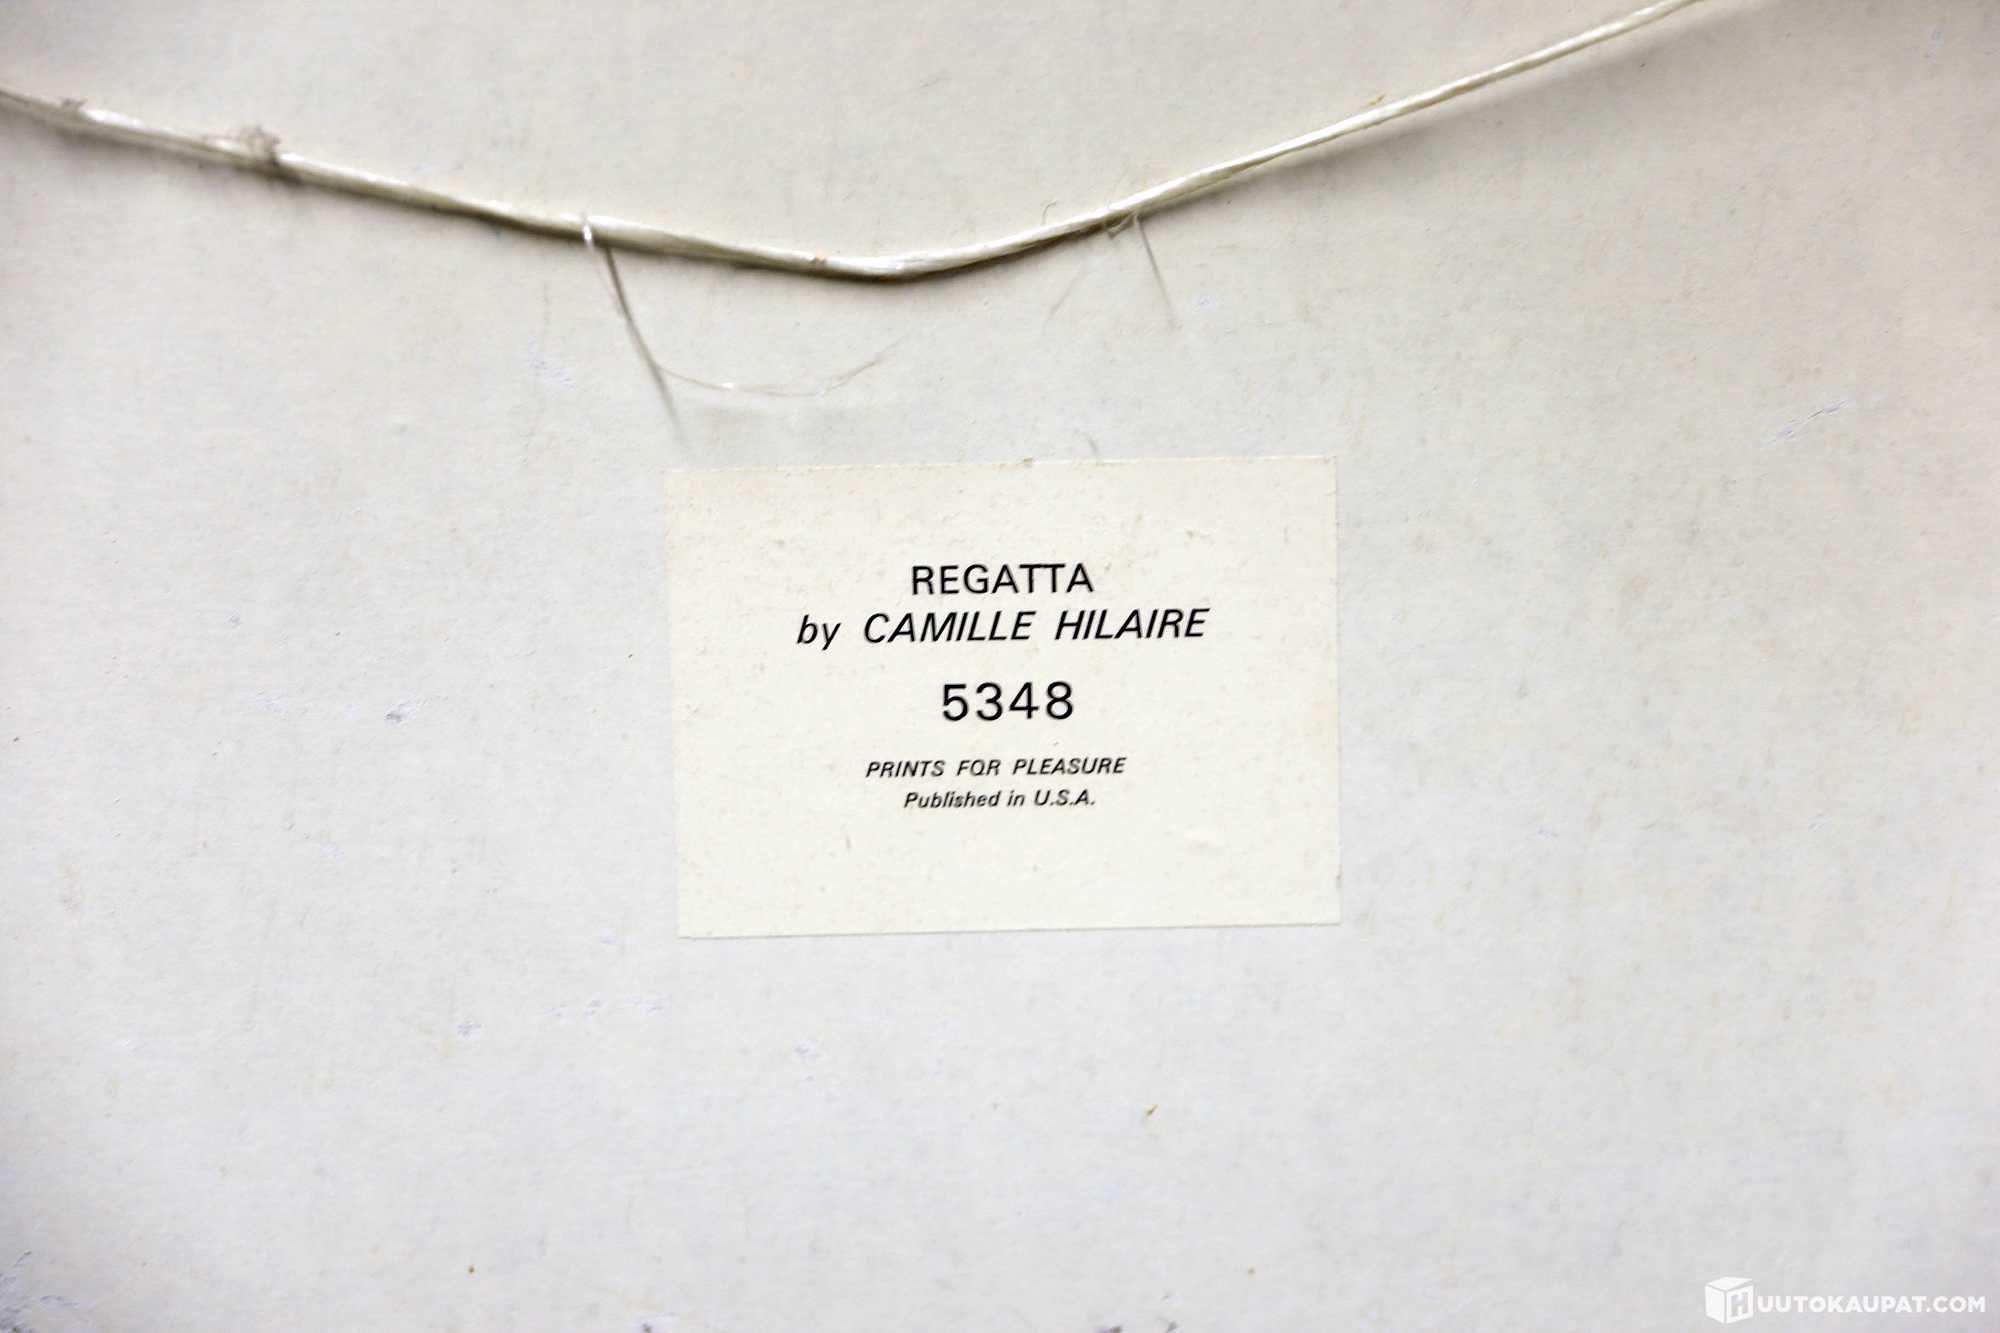 REGATTA
by CAMILLE HILAIRE
5348
PRINTS FOR PLEASURE
Published in U.S.A.
HUUTOKAUPAT.COM